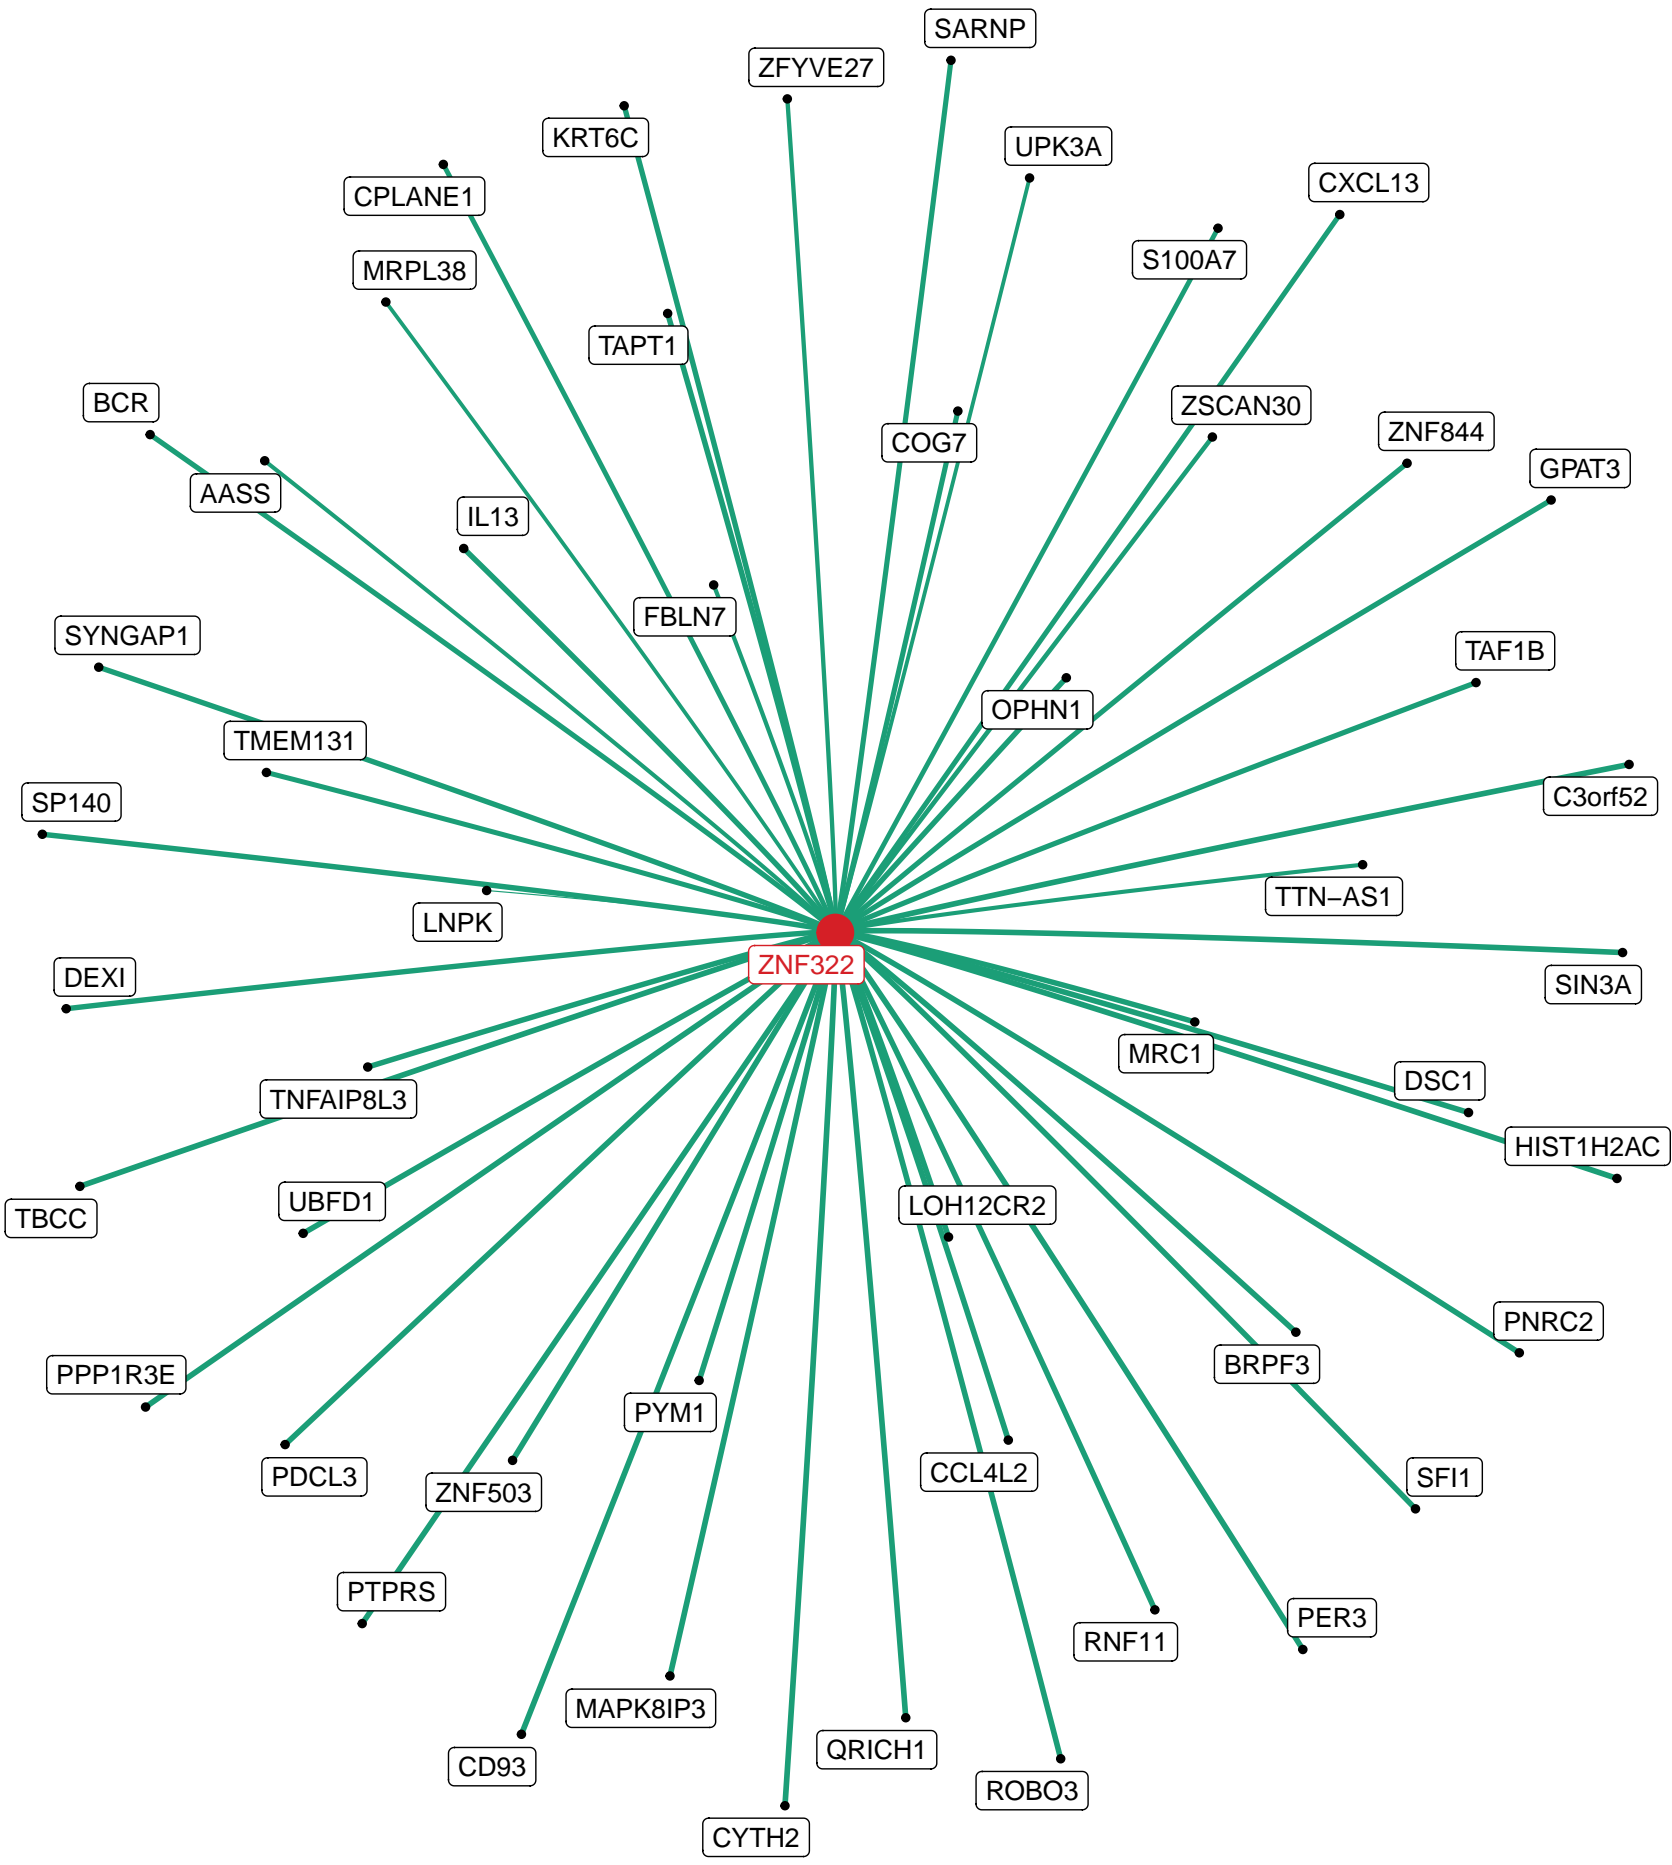 SARNP
ZFYVE27
KRT6C
UPK3A
CXCL13
CPLANE1
S100A7
MRPL38
TAPT1
BCR
ZSCAN30
ZNF844
COG7
GPAT3
AASS
IL13
FBLN7
SYNGAP1
TAF1B
OPHN1
TMEM131
C3orf52
SP140
TTN−AS1
LNPK
ZNF322
DEXI
SIN3A
MRC1
DSC1
TNFAIP8L3
HIST1H2AC
UBFD1
LOH12CR2
TBCC
PNRC2
BRPF3
PPP1R3E
PYM1
CCL4L2
PDCL3
SFI1
ZNF503
PTPRS
PER3
RNF11
MAPK8IP3
QRICH1
CD93
ROBO3
CYTH2